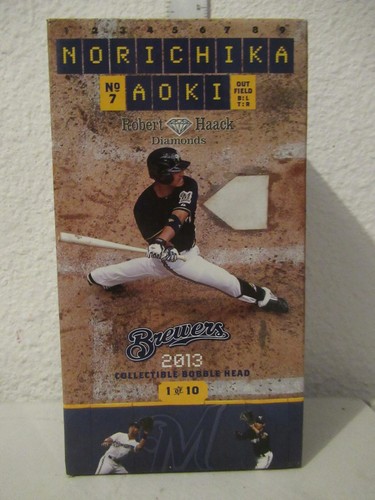 1 2 3 4 5 6 7 8 9
NORICHIKA
Nº 7
AOKI
OUT
FIELD
B:L
T:R
Robert Haack
Diamonds
Brewers
2013
COLLECTIBLE BOBBLE HEAD
1 of 10
M